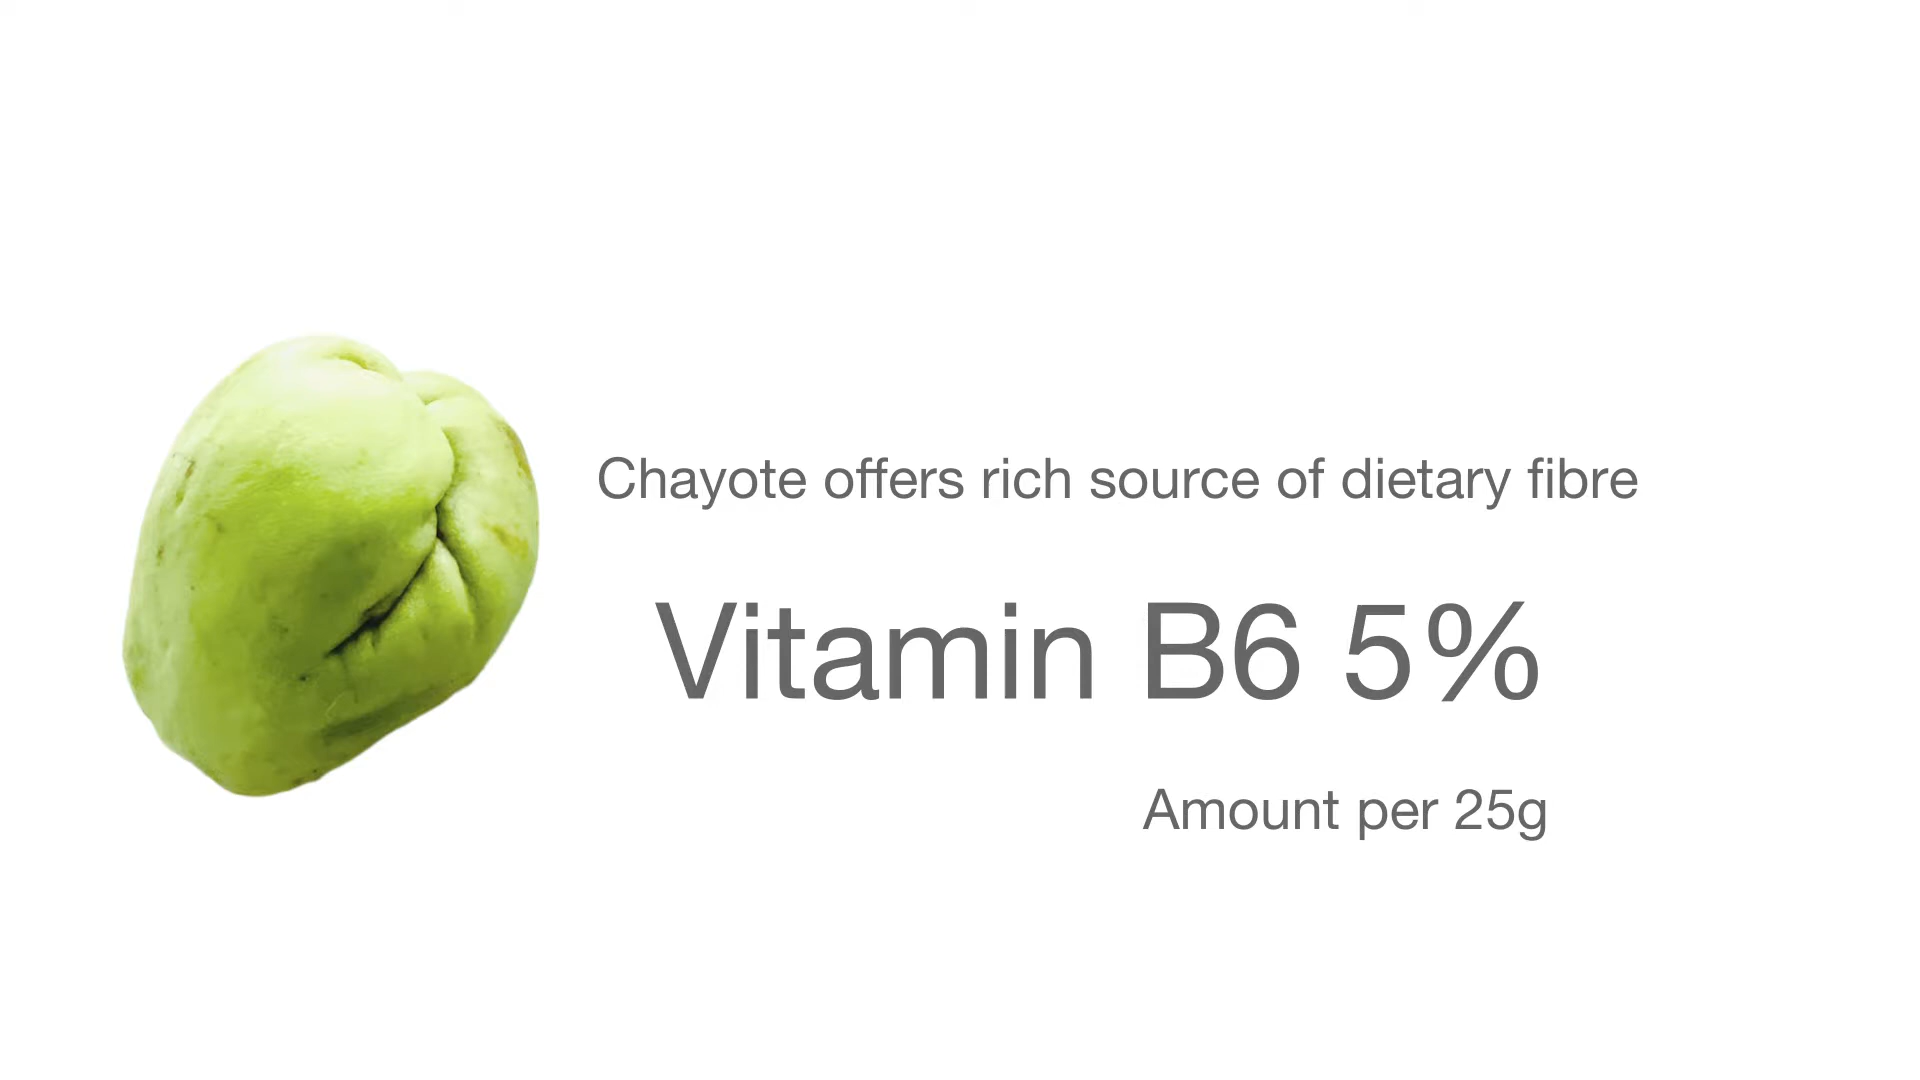 Chayote offers rich source of dietary fibre
Vitamin B6 5%
Amount per 25g